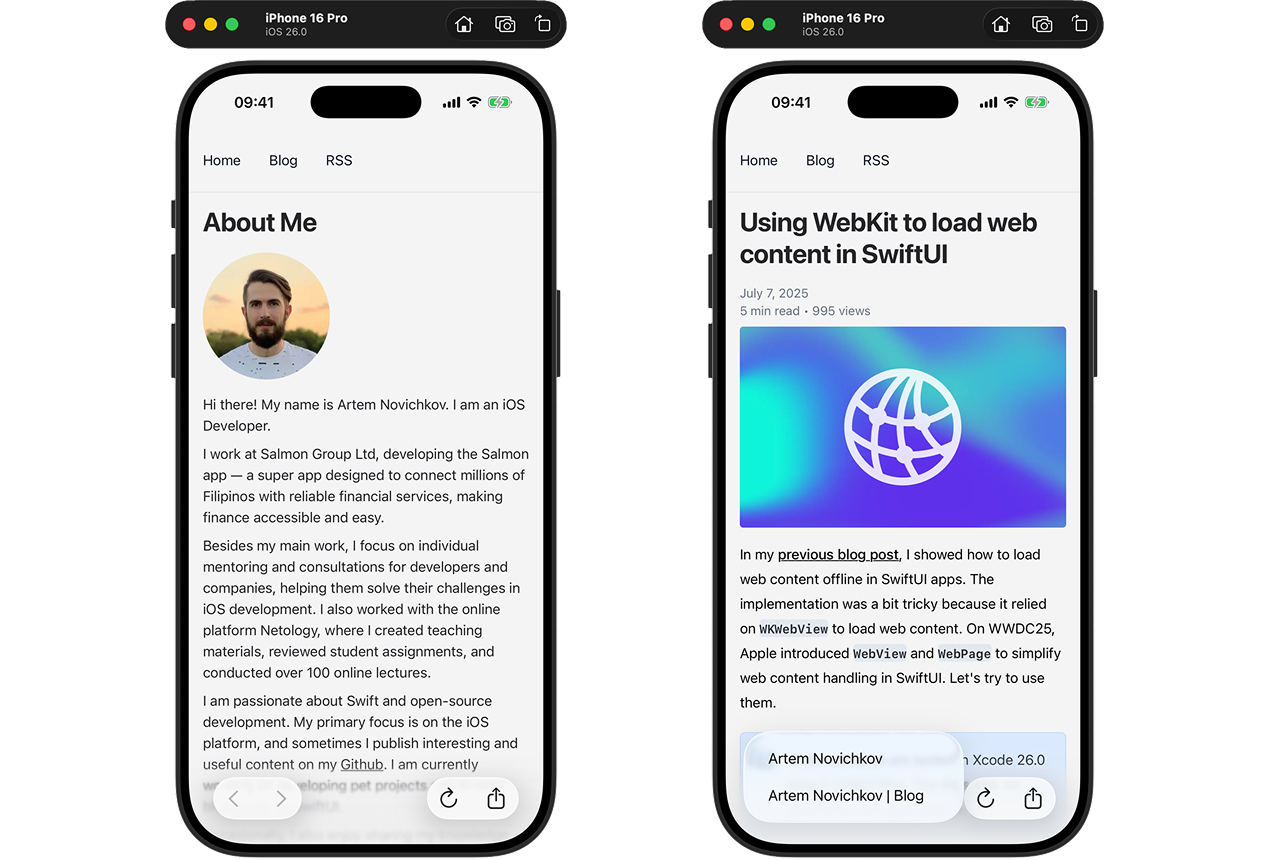 iPhone 16 Pro
iOS 26.0
09:41
Home Blog RSS
About Me
Hi there! My name is Artem Novichkov. I am an iOS
Developer.
I work at Salmon Group Ltd, developing the Salmon
app — a super app designed to connect millions of
Filipinos with reliable financial services, making
finance accessible and easy.
Besides my main work, I focus on individual
mentoring and consultations for developers and
companies, helping them solve their challenges in
iOS development. I also worked with the online
platform Netology, where I created teaching
materials, reviewed student assignments, and
conducted over 100 online lectures.
I am passionate about Swift and open-source
development. My primary focus is on the iOS
platform, and sometimes I publish interesting and
useful content on my Github. I am currently
developing pet projects
iPhone 16 Pro
iOS 26.0
09:41
Home Blog RSS
Using WebKit to load web
content in SwiftUI
July 7, 2025
5 min read • 995 views
In my previous blog post, I showed how to load
web content offline in SwiftUI apps. The
implementation was a bit tricky because it relied
on WKWebView to load web content. On WWDC25,
Apple introduced WebView and WebPage to simplify
web content handling in SwiftUI. Let's try to use
them.
Xcode 26.0
Artem Novichkov
Artem Novichkov | Blog